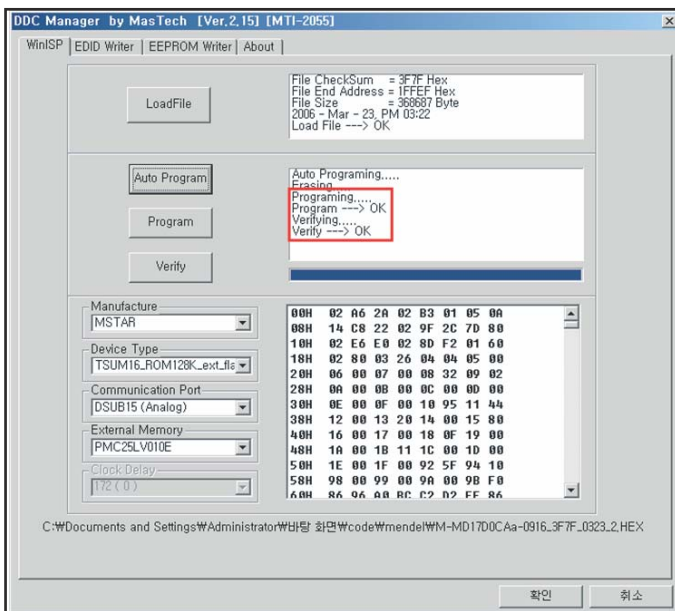 DDC Manager by MasTech [Ver,2,15] [MTI-2055]
WinISP EDID Writer EEPROM Writer About
LoadFile
File CheckSum = 3F7F Hex
File End Address = 1FFEF Hex
File Size = 368687 Byte
2006 - Mar - 23, PM 03:22
Load File ---> OK
Auto Program
Program
Verify
Auto Programing.....
Erasing.....
Programing.....
Program ---> OK
Verifying.....
Verify ---> OK
Manufacture
MSTAR
Device Type
TSUM16_ROM128K_ext_fla
Communication Port
DSUB15 (Analog)
External Memory
PMC25LV010E
Clock Delay
172 ( 0 )
00H 02 A6 2A 02 B3 01 05 0A
08H 14 C8 22 02 9F 2C 7D 80
10H 02 E6 E0 02 8D F2 01 60
18H 02 80 03 26 04 04 05 00
20H 06 00 07 00 08 32 09 02
28H 0A 00 0B 00 0C 00 0D 00
30H 0E 00 0F 00 10 95 11 44
38H 12 00 13 20 14 00 15 80
40H 16 00 17 00 18 0F 19 00
48H 1A 00 1B 11 1C 00 1D 00
50H 1E 00 1F 00 92 5F 94 10
58H 98 00 99 00 9A 00 9B F0
60H 86 96 A0 BC C2 D2 FF 86
C:₩Documents and Settings₩Administrator₩바탕 화면₩code₩mendel₩M-MD17D0CAa-0916_3F7F_0323_2,HEX
확인 취소